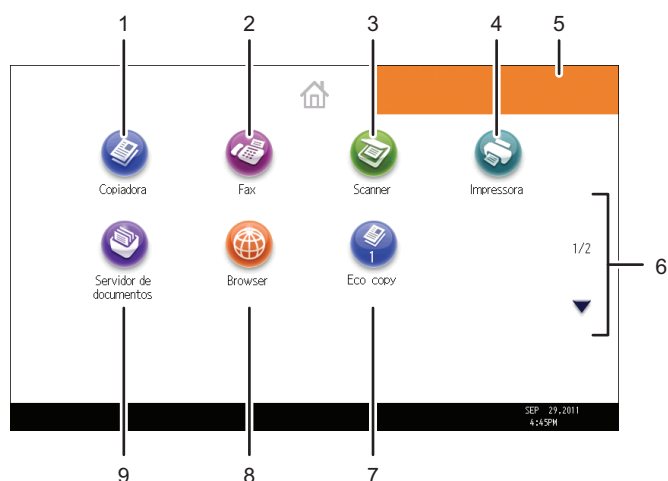 1 2 3 4 5
Copiadora Fax Scanner Impressora
1/2
6
1
Servidor de documentos
Browser
Eco copy
SEP 29,2011
4:45PM
9 8 7